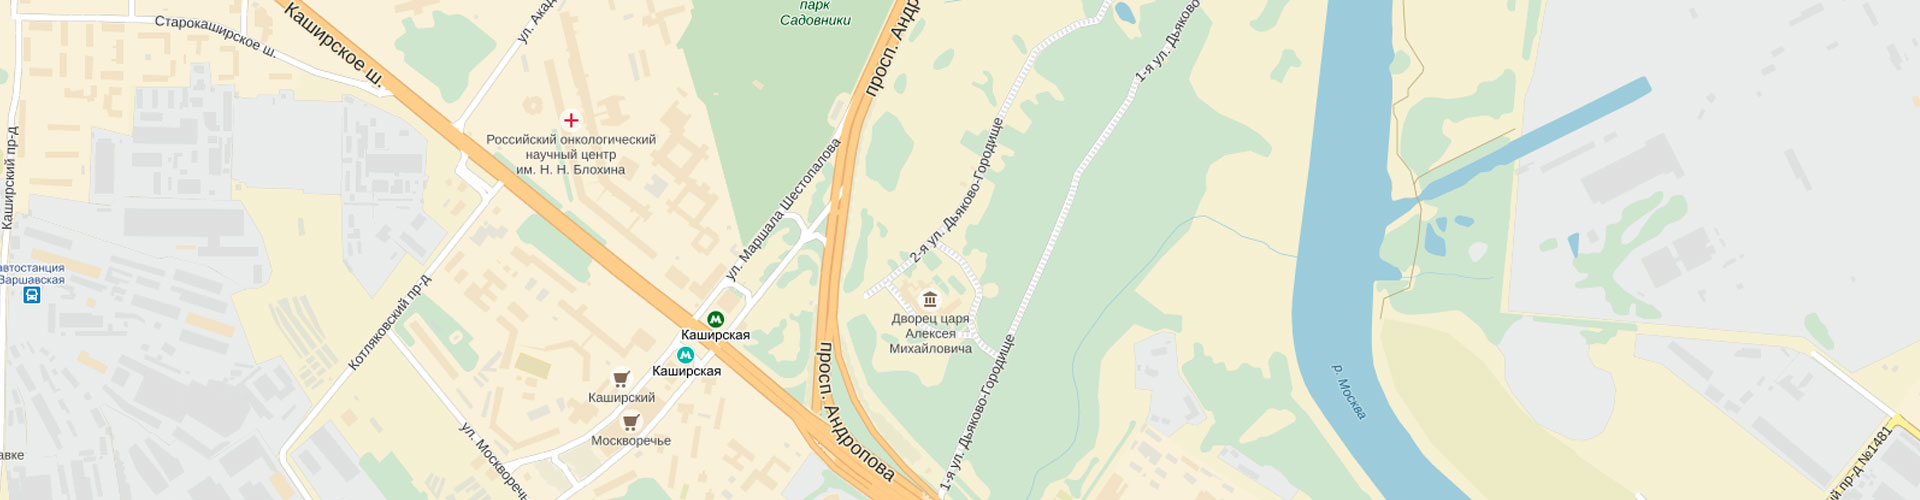 парк
Садовники
Старокаширское ш.
Каширское ш.
ул. Акад
просп. Андр
1-я ул. Дьяково-
Российский онкологический
научный центр
им. Н. Н. Блохина
Каширский пр-д
ул. Маршала Шестопалова
2-я ул. Дьяково-Городище
автостанция
Варшавская
Котляковский пр-д
Дворец царя
Алексея
Михайловича
Каширская
Каширская
Каширский
Москворечье
просп. Андропова
1-я ул. Дьяково-Городище
р. Москва
ул. Москворечь
авке
й пр-д №1481